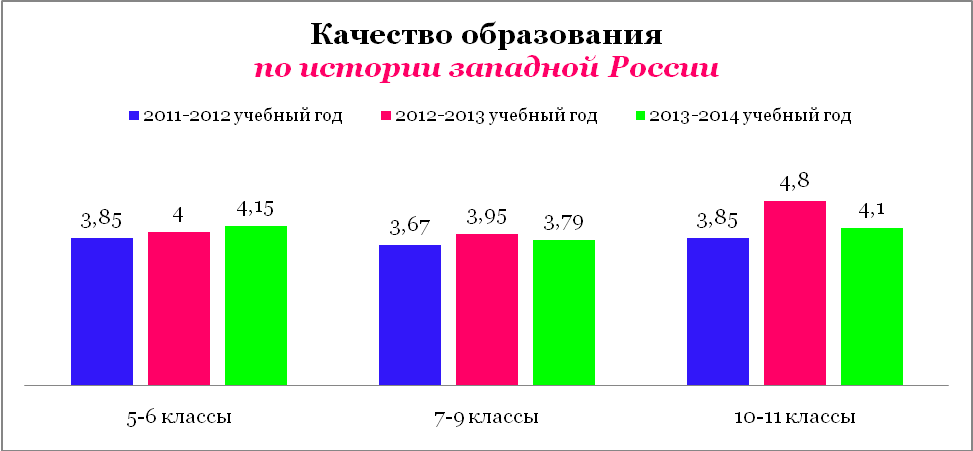 Качество образования
по истории западной России
2011-2012 учебный год 2012-2013 учебный год 2013-2014 учебный год
3,85 4 4,15 3,67 3,95 3,79 3,85 4,8 4,1
5-6 классы 7-9 классы 10-11 классы